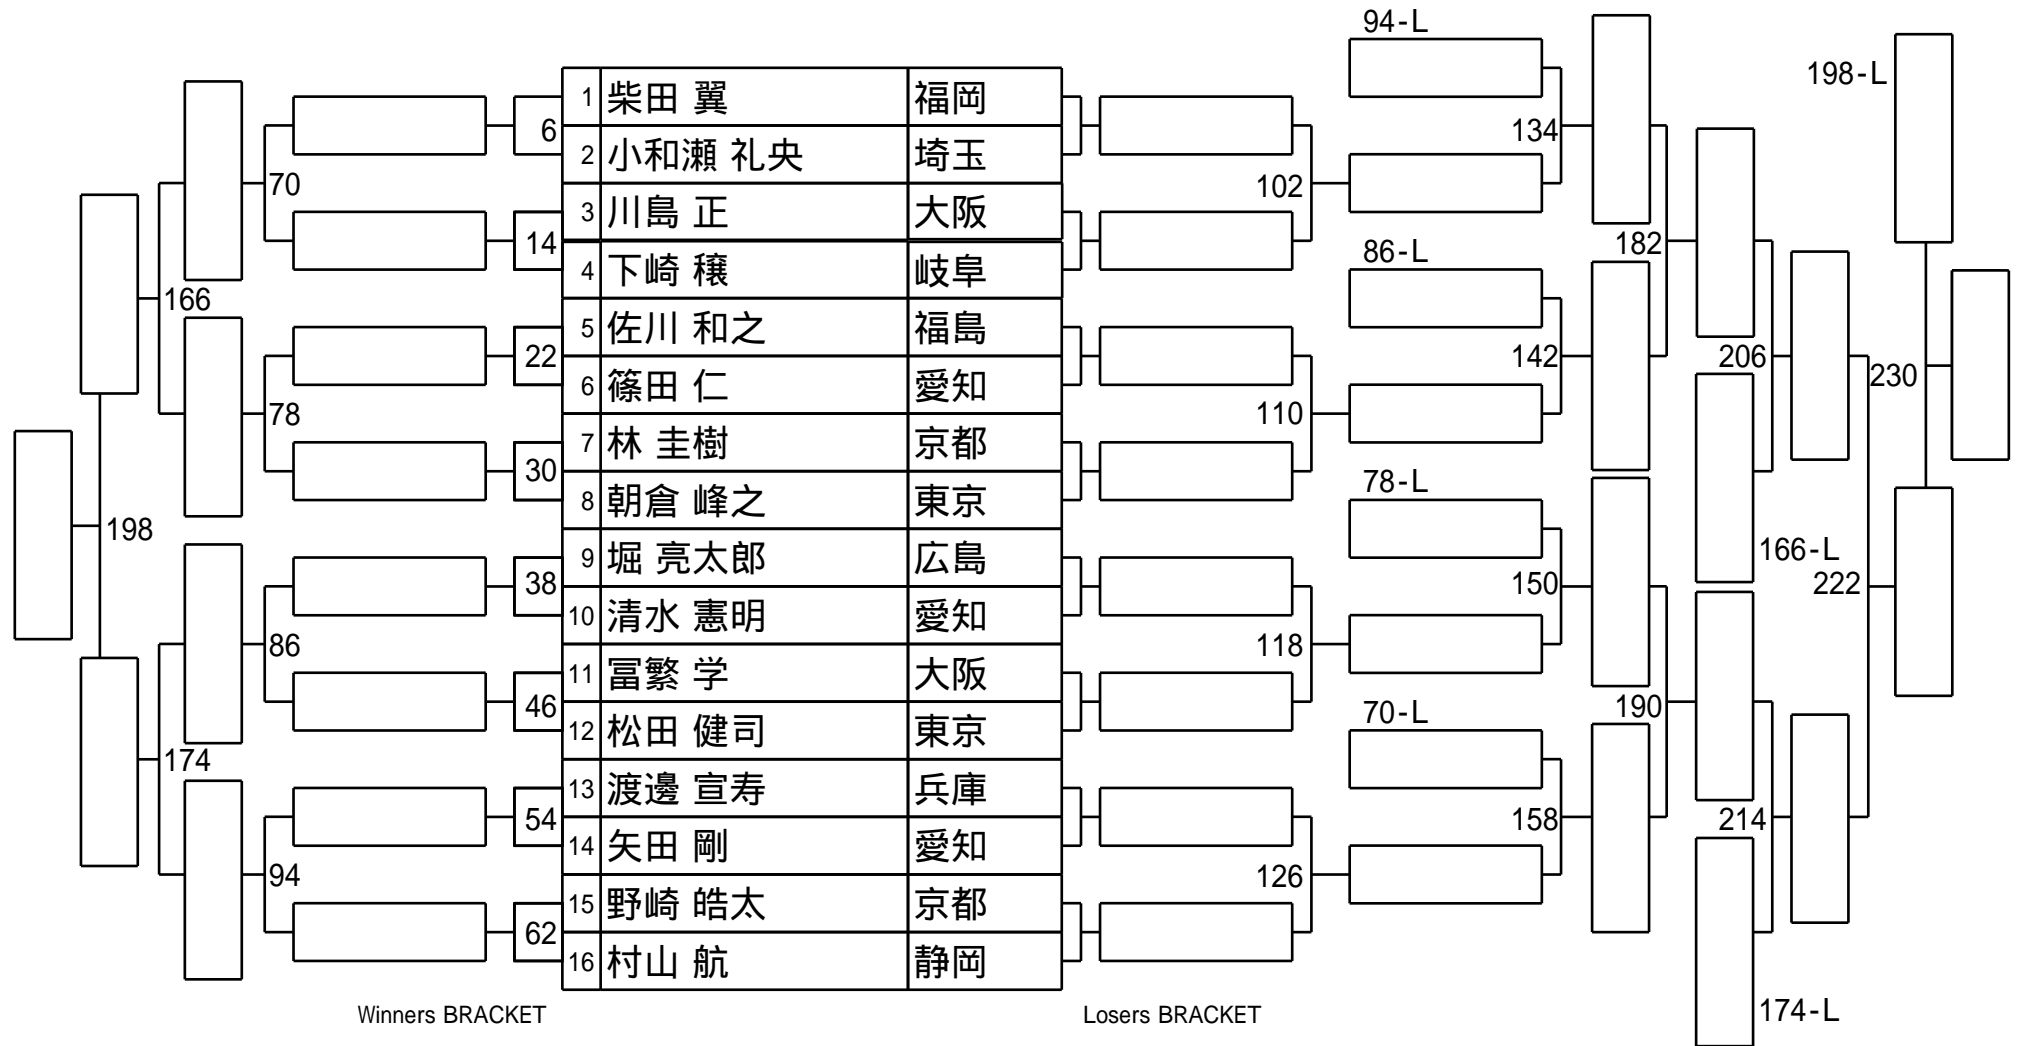 94-L
198-L
1 柴田 翼 福岡
6
134
2 小和瀬 礼央 埼玉
70
102
3 川島 正 大阪
14
182
86-L
4 下崎 穣 岐阜
166
5 佐川 和之 福島
22
142
206
230
6 篠田 仁 愛知
78
110
7 林 圭樹 京都
30
78-L
8 朝倉 峰之 東京
198
166-L
9 堀 亮太郎 広島
38
150
222
10 清水 憲明 愛知
86
118
11 冨繁 学 大阪
46
190
70-L
12 松田 健司 東京
174
13 渡邊 宣寿 兵庫
54
158
214
14 矢田 剛 愛知
94
126
15 野崎 皓太 京都
62
16 村山 航 静岡
174-L
Winners BRACKET
Losers BRACKET